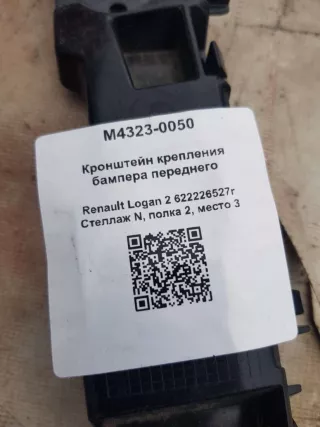 M4323-0050
Кронштейн крепления
бампера переднего
Renault Logan 2 622226527r
Стеллаж N, полка 2, место 3